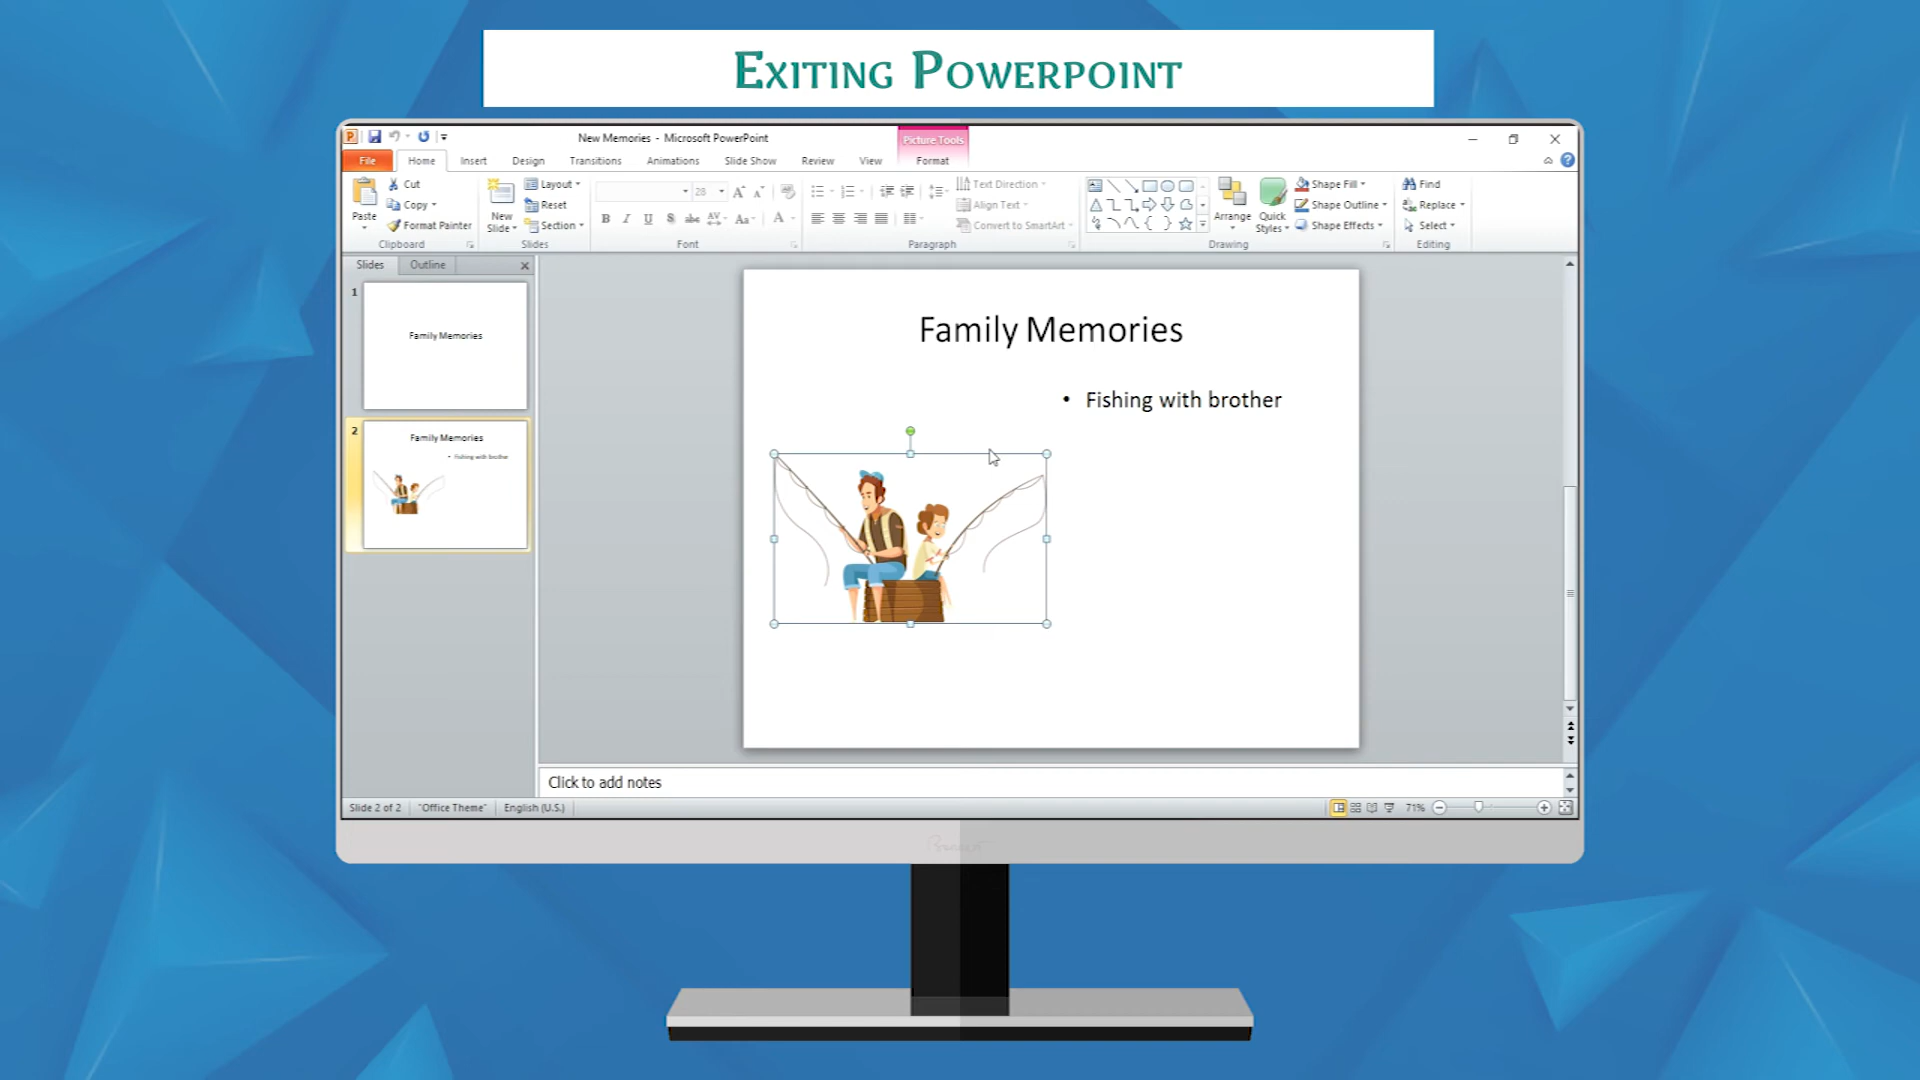 Exiting Powerpoint
New Memories - Microsoft PowerPoint
Picture Tools
File Home Insert Design Transitions Animations Slide Show Review View Format
Cut
Copy
Format Painter
Paste
Clipboard
New Slide
Layout
Reset
Section
Slides
28
Font
Text Direction
Align Text
Convert to SmartArt
Paragraph
Arrange
Quick Styles
Shape Fill
Shape Outline
Shape Effects
Drawing
Find
Replace
Select
Editing
Slides Outline
1
Family Memories
2
Family Memories
• Fishing with brother
Family Memories
• Fishing with brother
Click to add notes
Slide 2 of 2 "Office Theme" English (U.S.) 71%